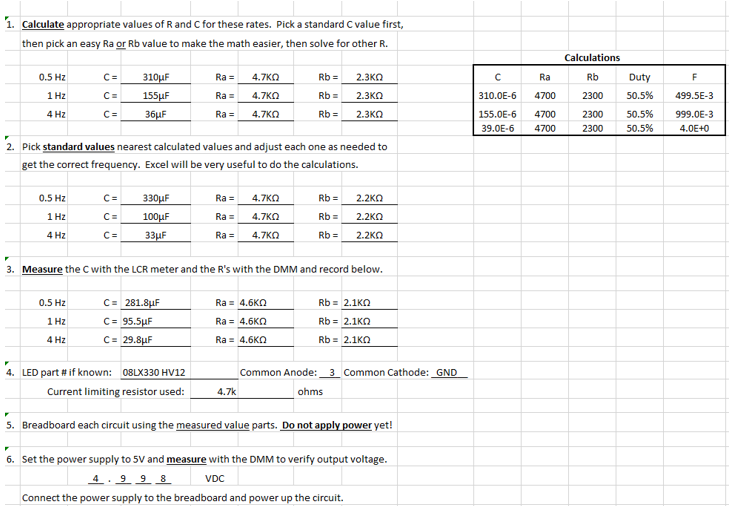 1. Calculate appropriate values of R and C for these rates. Pick a standard C value first,
then pick an easy Ra or Rb value to make the math easier, then solve for other R.
Calculations
0.5 Hz C = 310µF Ra = 4.7KΩ Rb = 2.3KΩ
1 Hz C = 155µF Ra = 4.7KΩ Rb = 2.3KΩ
4 Hz C = 36µF Ra = 4.7KΩ Rb = 2.3KΩ
C Ra Rb Duty F
310.0E-6 4700 2300 50.5% 499.5E-3
155.0E-6 4700 2300 50.5% 999.0E-3
39.0E-6 4700 2300 50.5% 4.0E+0
2. Pick standard values nearest calculated values and adjust each one as needed to
get the correct frequency. Excel will be very useful to do the calculations.
0.5 Hz C = 330µF Ra = 4.7KΩ Rb = 2.2KΩ
1 Hz C = 100µF Ra = 4.7KΩ Rb = 2.2KΩ
4 Hz C = 33µF Ra = 4.7KΩ Rb = 2.2KΩ
3. Measure the C with the LCR meter and the R's with the DMM and record below.
0.5 Hz C = 281.8µF Ra = 4.6KΩ Rb = 2.1KΩ
1 Hz C = 95.5µF Ra = 4.6KΩ Rb = 2.1KΩ
4 Hz C = 29.8µF Ra = 4.6KΩ Rb = 2.1KΩ
4. LED part # if known: 08LX330 HV12 Common Anode: 3 Common Cathode: GND
Current limiting resistor used: 4.7k ohms
5. Breadboard each circuit using the measured value parts. Do not apply power yet!
6. Set the power supply to 5V and measure with the DMM to verify output voltage.
4 . 9 9 8 VDC
Connect the power supply to the breadboard and power up the circuit.